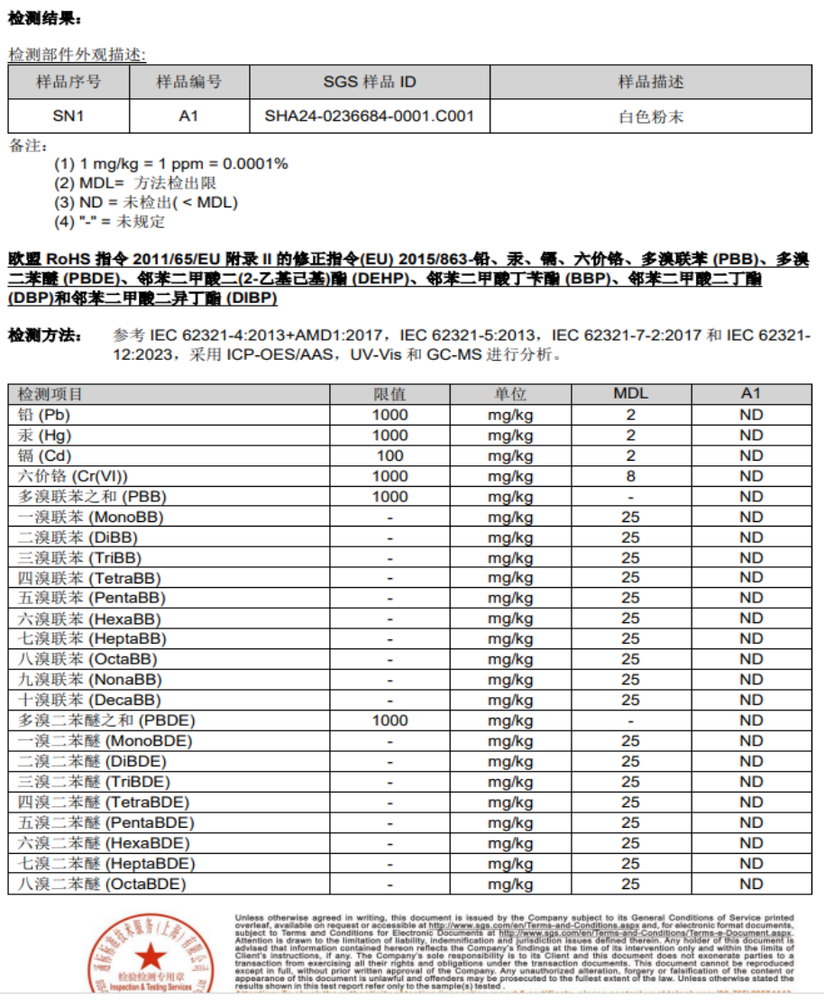 检测结果：
检测部件外观描述:
样品序号 样品编号 SGS 样品 ID 样品描述
SN1 A1 SHA24-0236684-0001.C001 白色粉末
备注：
(1) 1 mg/kg = 1 ppm = 0.0001%
(2) MDL= 方法检出限
(3) ND = 未检出( < MDL)
(4) "-" = 未规定
欧盟 RoHS 指令 2011/65/EU 附录 II 的修正指令(EU) 2015/863-铅、汞、镉、六价铬、多溴联苯 (PBB)、多溴
二苯醚 (PBDE)、邻苯二甲酸二(2-乙基己基)酯 (DEHP)、邻苯二甲酸丁苄酯 (BBP)、邻苯二甲酸二丁酯
(DBP)和邻苯二甲酸二异丁酯 (DIBP)
检测方法： 参考 IEC 62321-4:2013+AMD1:2017，IEC 62321-5:2013，IEC 62321-7-2:2017 和 IEC 62321-
12:2023，采用 ICP-OES/AAS，UV-Vis 和 GC-MS 进行分析。
检测项目 限值 单位 MDL A1
铅 (Pb) 1000 mg/kg 2 ND
汞 (Hg) 1000 mg/kg 2 ND
镉 (Cd) 100 mg/kg 2 ND
六价铬 (Cr(VI)) 1000 mg/kg 8 ND
多溴联苯之和 (PBB) 1000 mg/kg - ND
一溴联苯 (MonoBB) - mg/kg 25 ND
二溴联苯 (DiBB) - mg/kg 25 ND
三溴联苯 (TriBB) - mg/kg 25 ND
四溴联苯 (TetraBB) - mg/kg 25 ND
五溴联苯 (PentaBB) - mg/kg 25 ND
六溴联苯 (HexaBB) - mg/kg 25 ND
七溴联苯 (HeptaBB) - mg/kg 25 ND
八溴联苯 (OctaBB) - mg/kg 25 ND
九溴联苯 (NonaBB) - mg/kg 25 ND
十溴联苯 (DecaBB) - mg/kg 25 ND
多溴二苯醚之和 (PBDE) 1000 mg/kg - ND
一溴二苯醚 (MonoBDE) - mg/kg 25 ND
二溴二苯醚 (DiBDE) - mg/kg 25 ND
三溴二苯醚 (TriBDE) - mg/kg 25 ND
四溴二苯醚 (TetraBDE) - mg/kg 25 ND
五溴二苯醚 (PentaBDE) - mg/kg 25 ND
六溴二苯醚 (HexaBDE) - mg/kg 25 ND
七溴二苯醚 (HeptaBDE) - mg/kg 25 ND
八溴二苯醚 (OctaBDE) - mg/kg 25 ND
检验检测专用章
Inspection & Testing Services
Unless otherwise agreed in writing, this document is issued by the Company subject to its General Conditions of Service printed
overleaf, available on request or accessible at http://www.sgs.com/en/Terms-and-Conditions.aspx and, for electronic format documents,
subject to Terms and Conditions for Electronic Documents at http://www.sgs.com/en/Terms-and-Conditions/Terms-e-Document.aspx.
Attention is drawn to the limitation of liability, indemnification and jurisdiction issues defined therein. Any holder of this document is
advised that information contained hereon reflects the Company's findings at the time of its intervention only and within the limits of
Client's instructions, if any. The Company's sole responsibility is to its Client and this document does not exonerate parties to a
transaction from exercising all their rights and obligations under the transaction documents. This document cannot be reproduced
except in full, without prior written approval of the Company. Any unauthorized alteration, forgery or falsification of the content or
appearance of this document is unlawful and offenders may be prosecuted to the fullest extent of the law. Unless otherwise stated the
results shown in this test report refer only to the sample(s) tested .